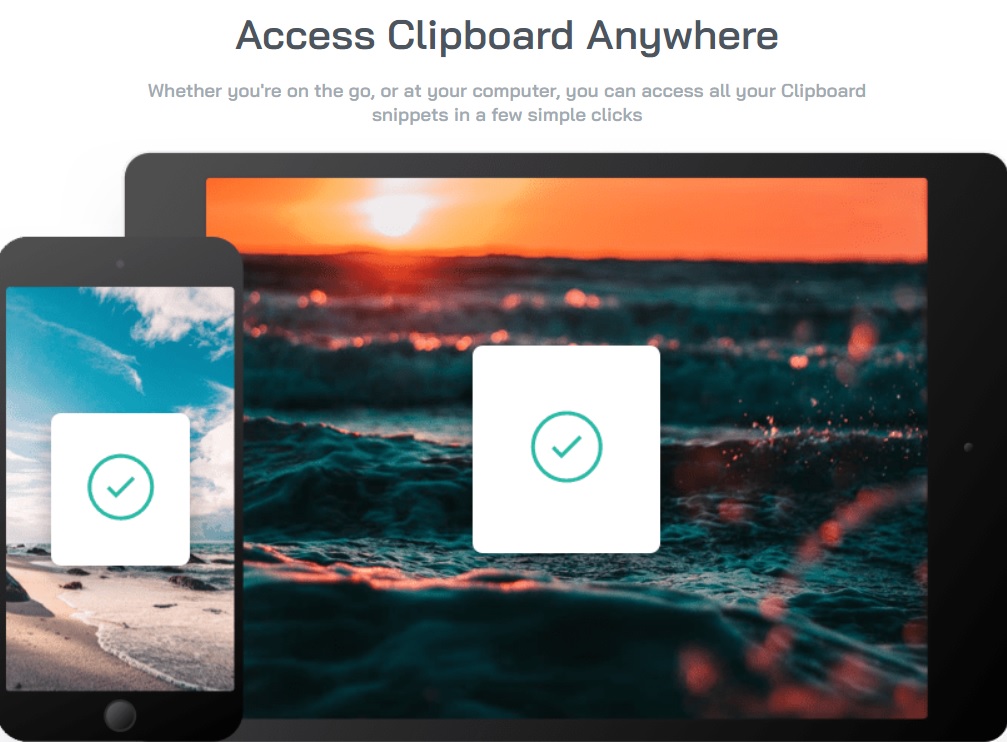 Access Clipboard Anywhere
Whether you're on the go, or at your computer, you can access all your Clipboard
snippets in a few simple clicks